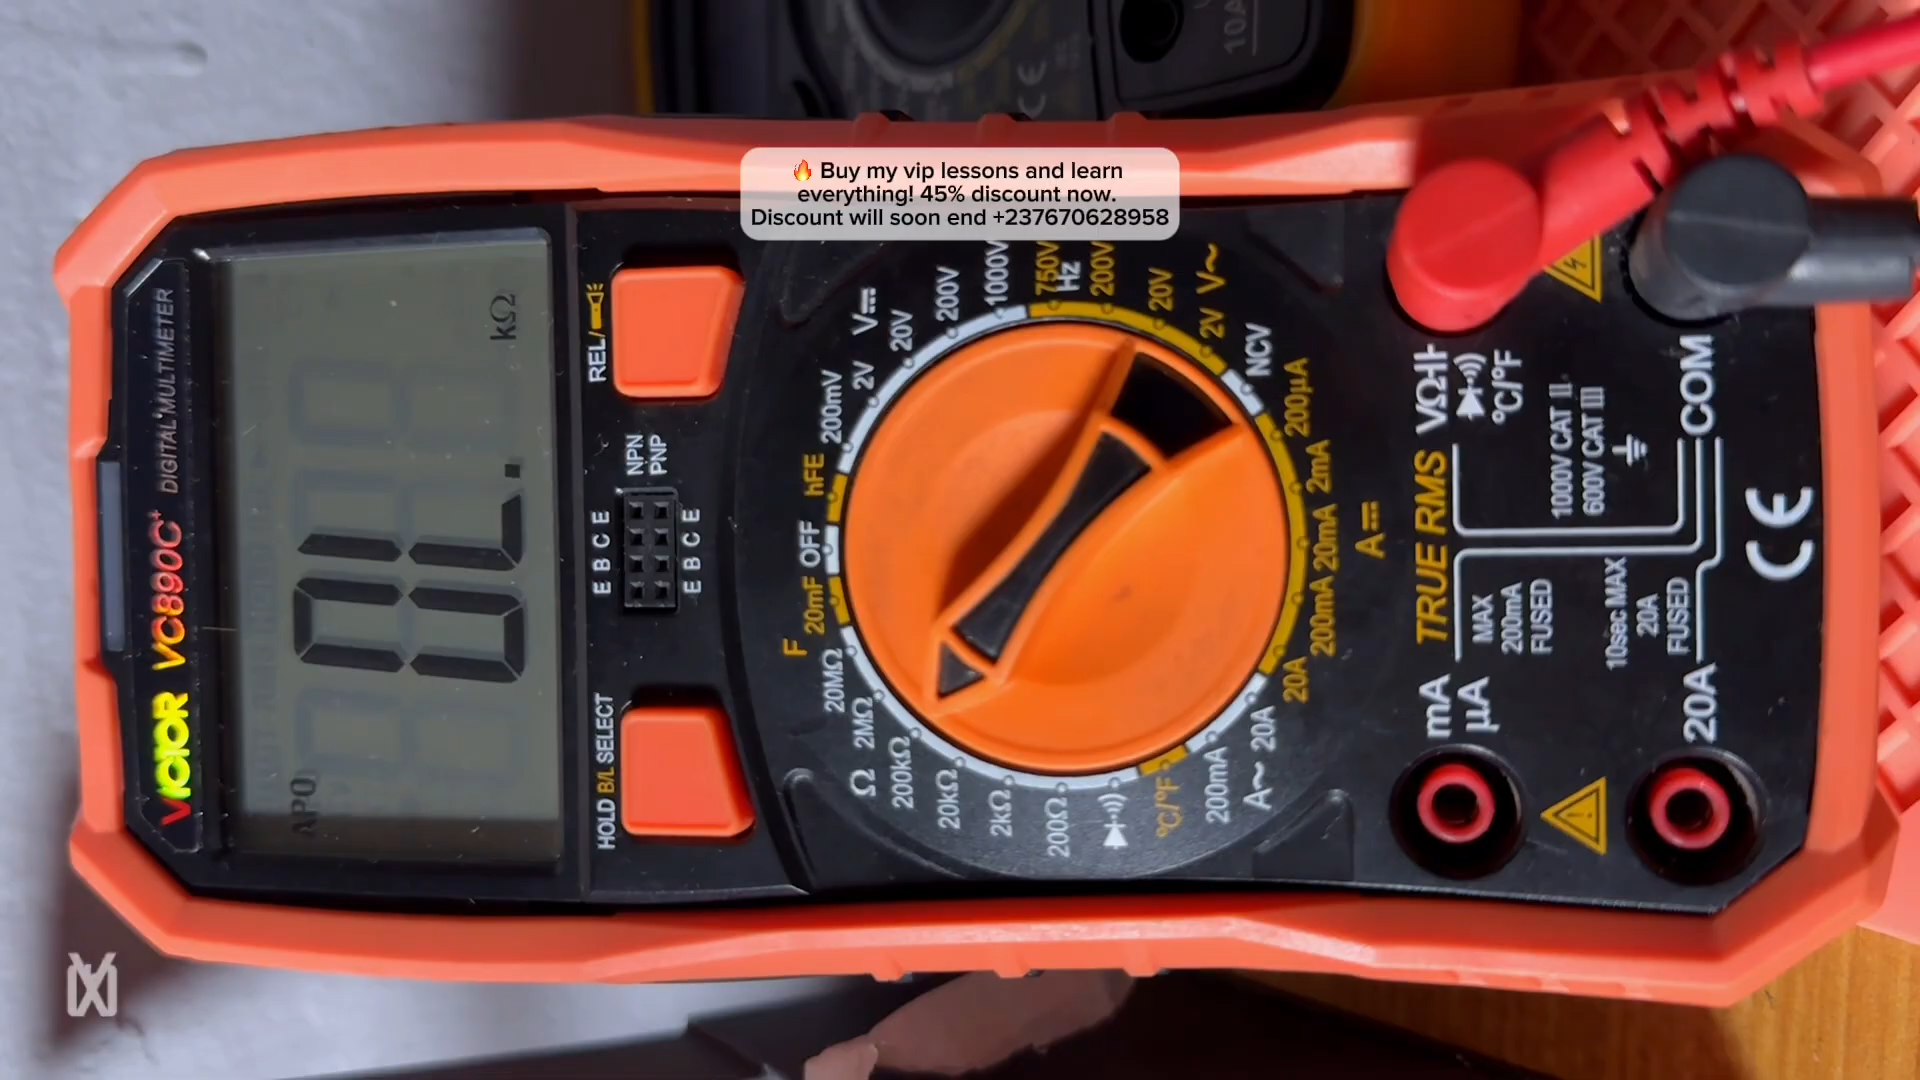 🔥 Buy my vip lessons and learn
everything! 45% discount now.
Discount will soon end +237670628958
VICTOR VC890C+ DIGITAL MULTIMETER
APO
0L.
kΩ
REL/
HOLD B/L SELECT
NPN
PNP
E B C E
E B C E
OFF
hFE
200mV
2V
V⎓
20V
200V
1000V
750V
Hz
200V
20V
2V
V~
NCV
200µA
2mA
20mA
A⎓
200mA
20A
20A
A~
200mA
°C/°F
200Ω
2kΩ
20kΩ
200kΩ
Ω
2MΩ
20MΩ
20mF
F
TRUE RMS
VΩ
°C/°F
1000V CAT II
600V CAT III
COM
MAX
200mA
FUSED
10sec MAX
20A
FUSED
mA
µA
20A
CE
10A
CE